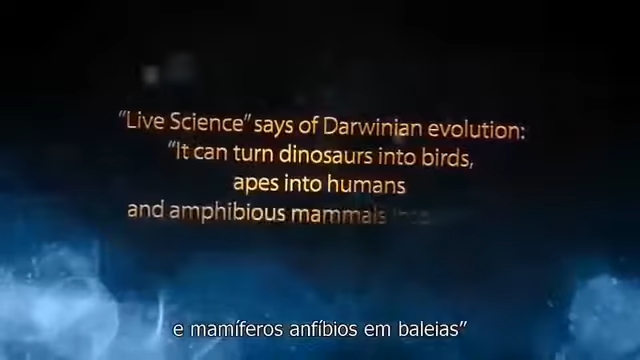 "Live Science" says of Darwinian evolution:
"It can turn dinosaurs into birds,
apes into humans
and amphibious mammals
e mamíferos anfíbios em baleias"